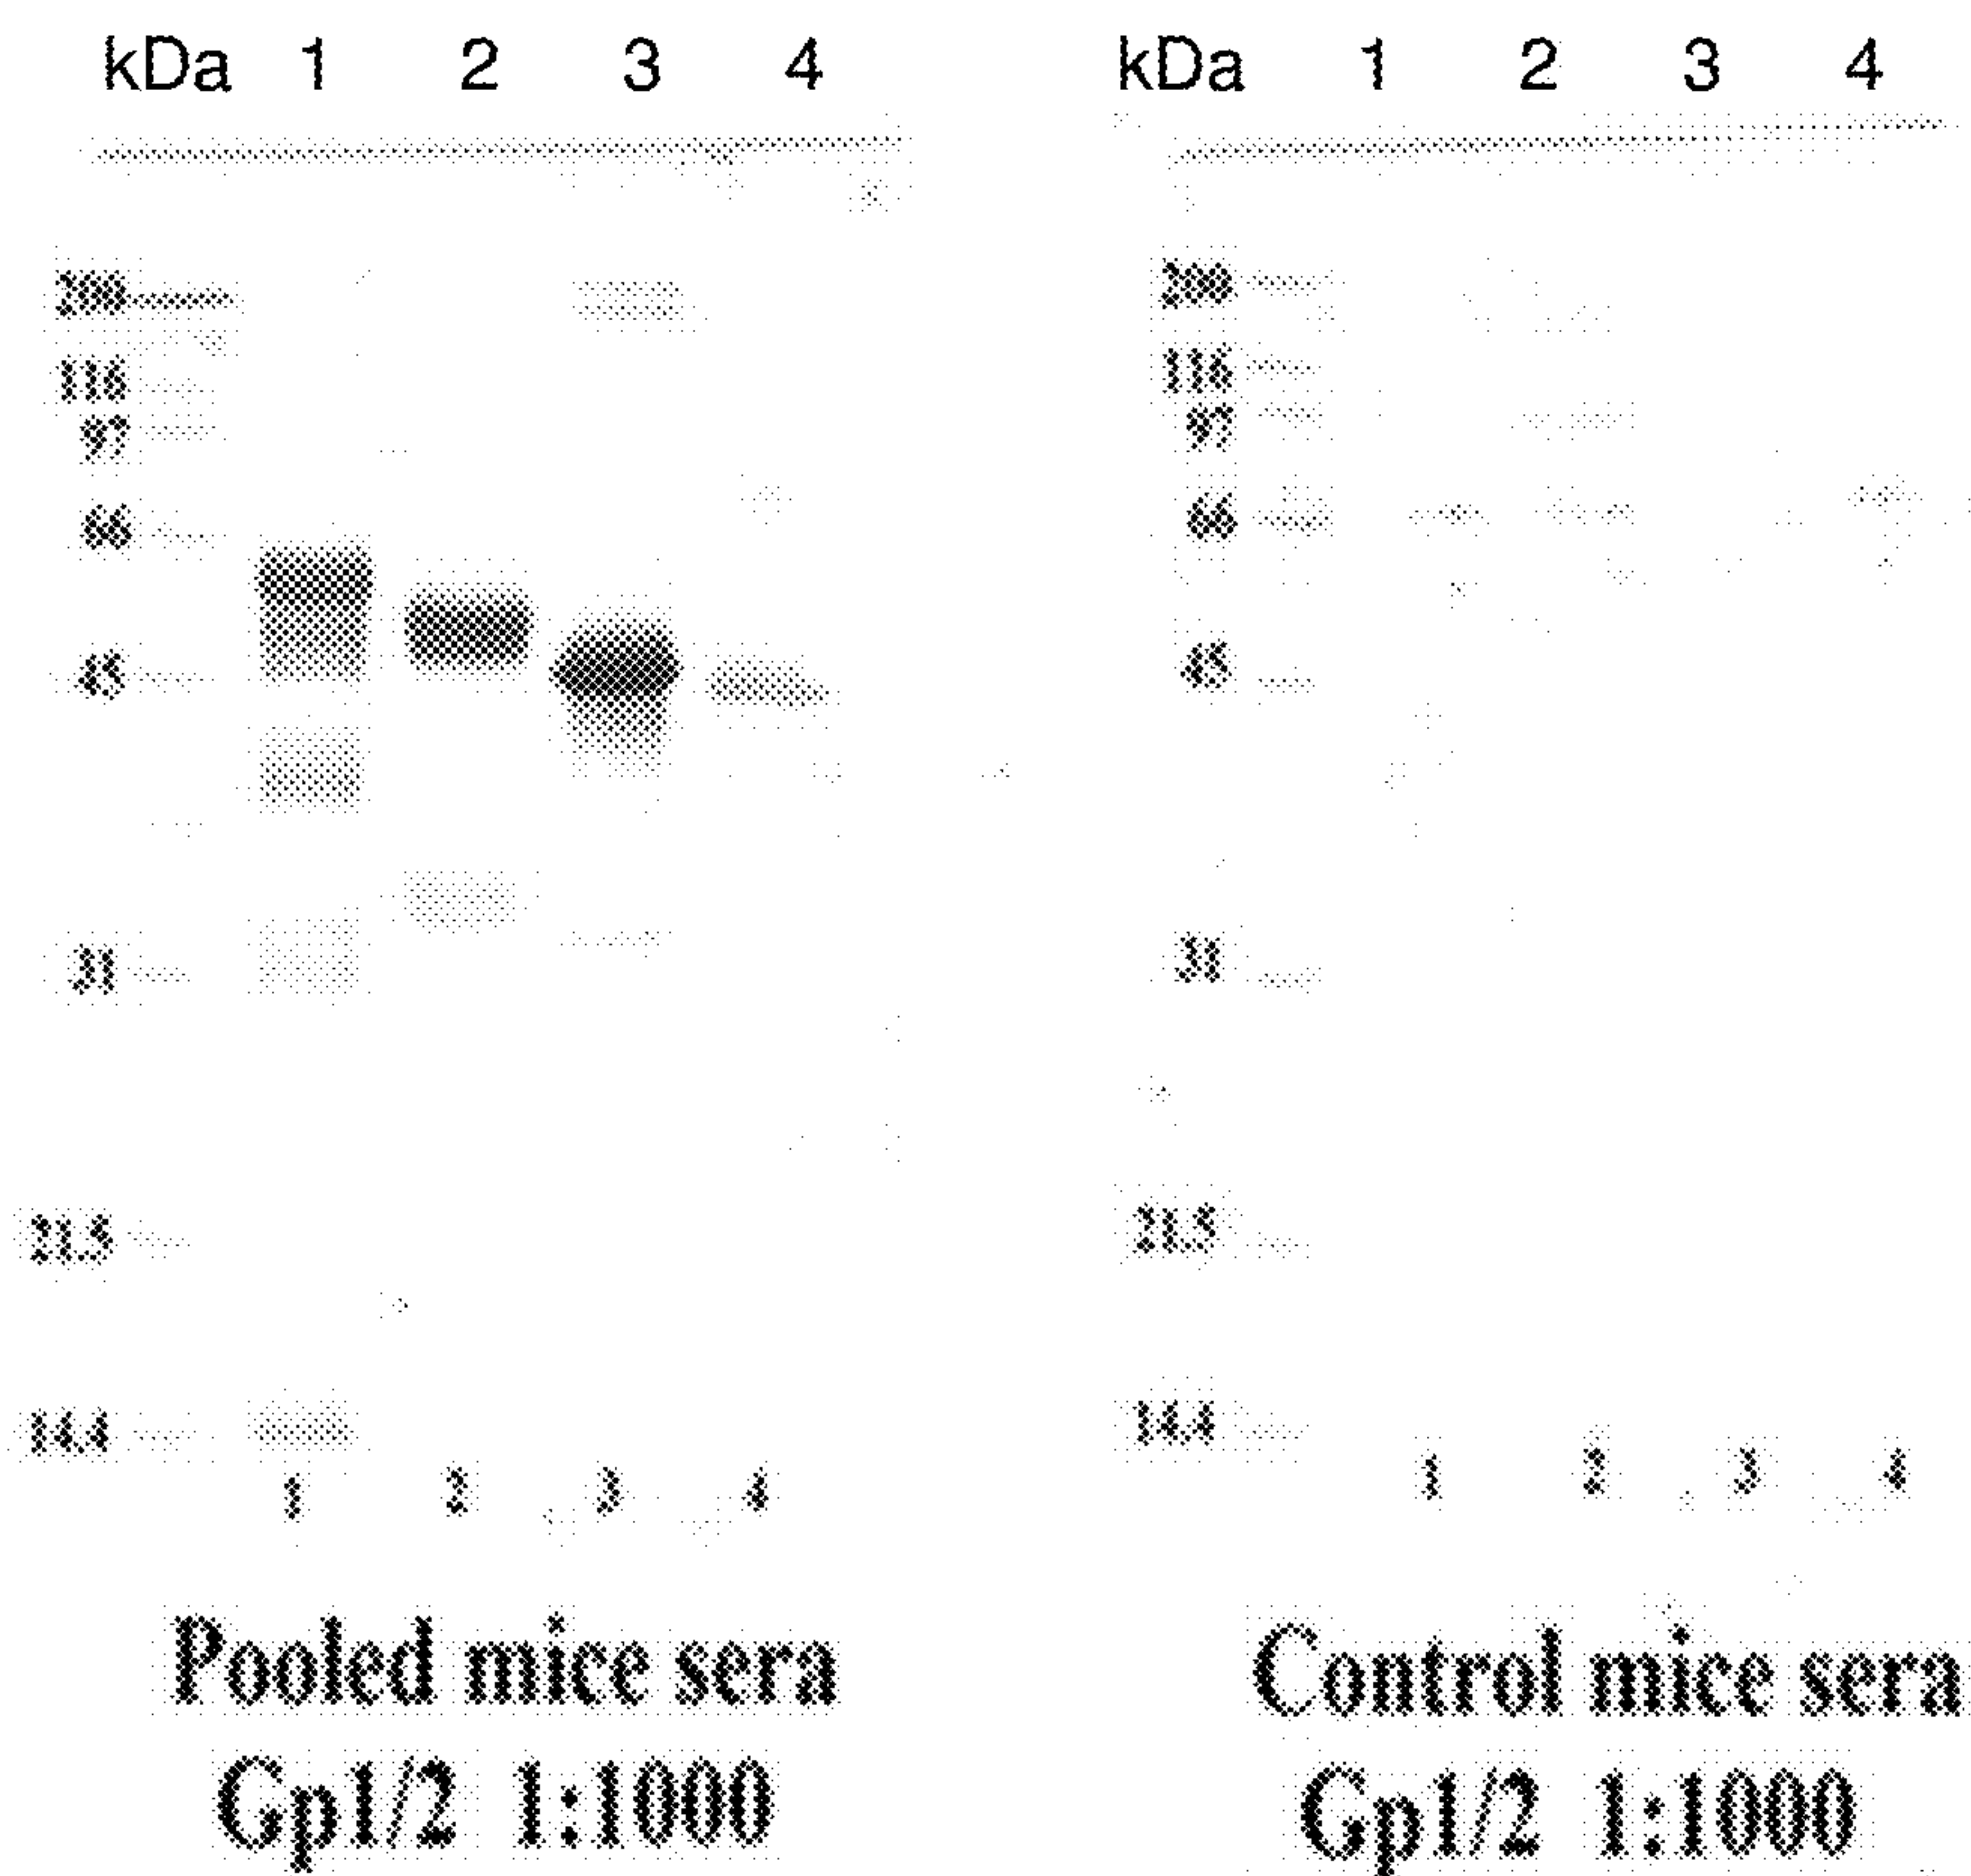 kDa 1 2 3 4
200
116
97
66
45
31
21.5
14.4
1 2 3 4
Pooled mice sera
Gp1/2 1:1000
kDa 1 2 3 4
200
116
97
66
45
31
21.5
14.4
1 2 3 4
Control mice sera
Gp1/2 1:1000